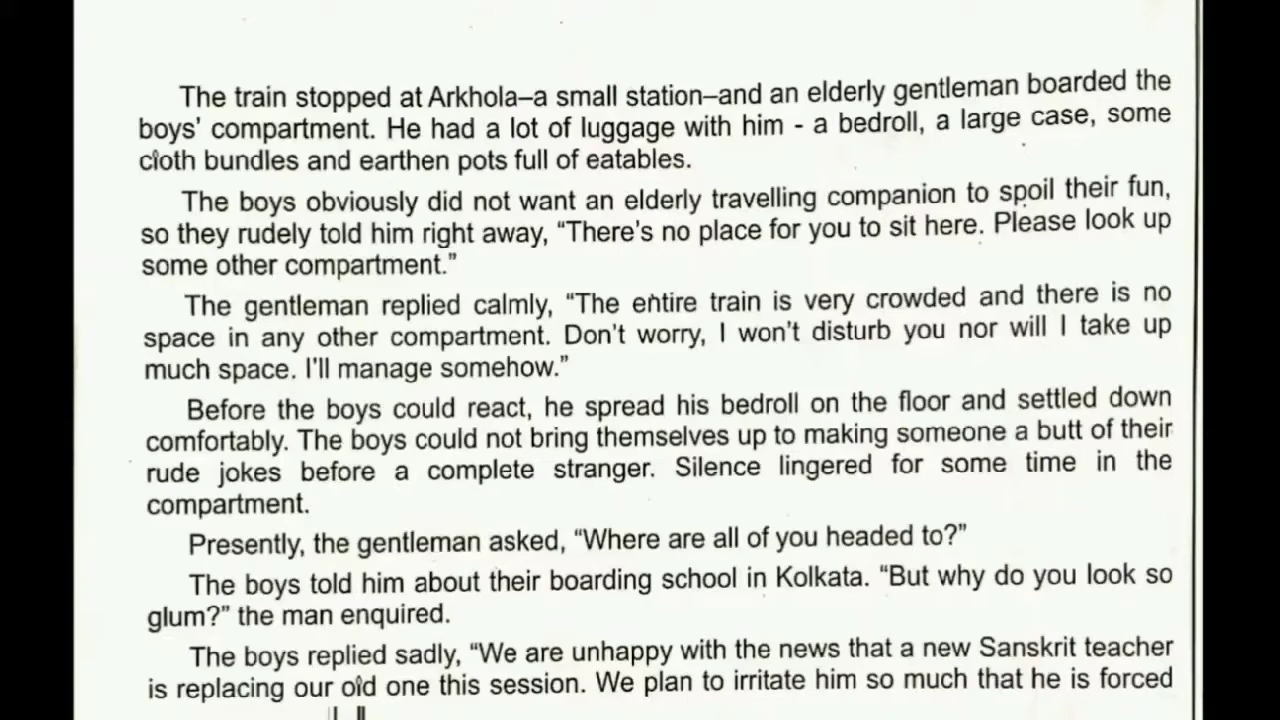 The train stopped at Arkhola–a small station–and an elderly gentleman boarded the
boys' compartment. He had a lot of luggage with him - a bedroll, a large case, some
cloth bundles and earthen pots full of eatables.
The boys obviously did not want an elderly travelling companion to spoil their fun,
so they rudely told him right away, “There's no place for you to sit here. Please look up
some other compartment.”
The gentleman replied calmly, “The entire train is very crowded and there is no
space in any other compartment. Don't worry, I won't disturb you nor will I take up
much space. I'll manage somehow.”
Before the boys could react, he spread his bedroll on the floor and settled down
comfortably. The boys could not bring themselves up to making someone a butt of their
rude jokes before a complete stranger. Silence lingered for some time in the
compartment.
Presently, the gentleman asked, “Where are all of you headed to?”
The boys told him about their boarding school in Kolkata. “But why do you look so
glum?” the man enquired.
The boys replied sadly, “We are unhappy with the news that a new Sanskrit teacher
is replacing our old one this session. We plan to irritate him so much that he is forced